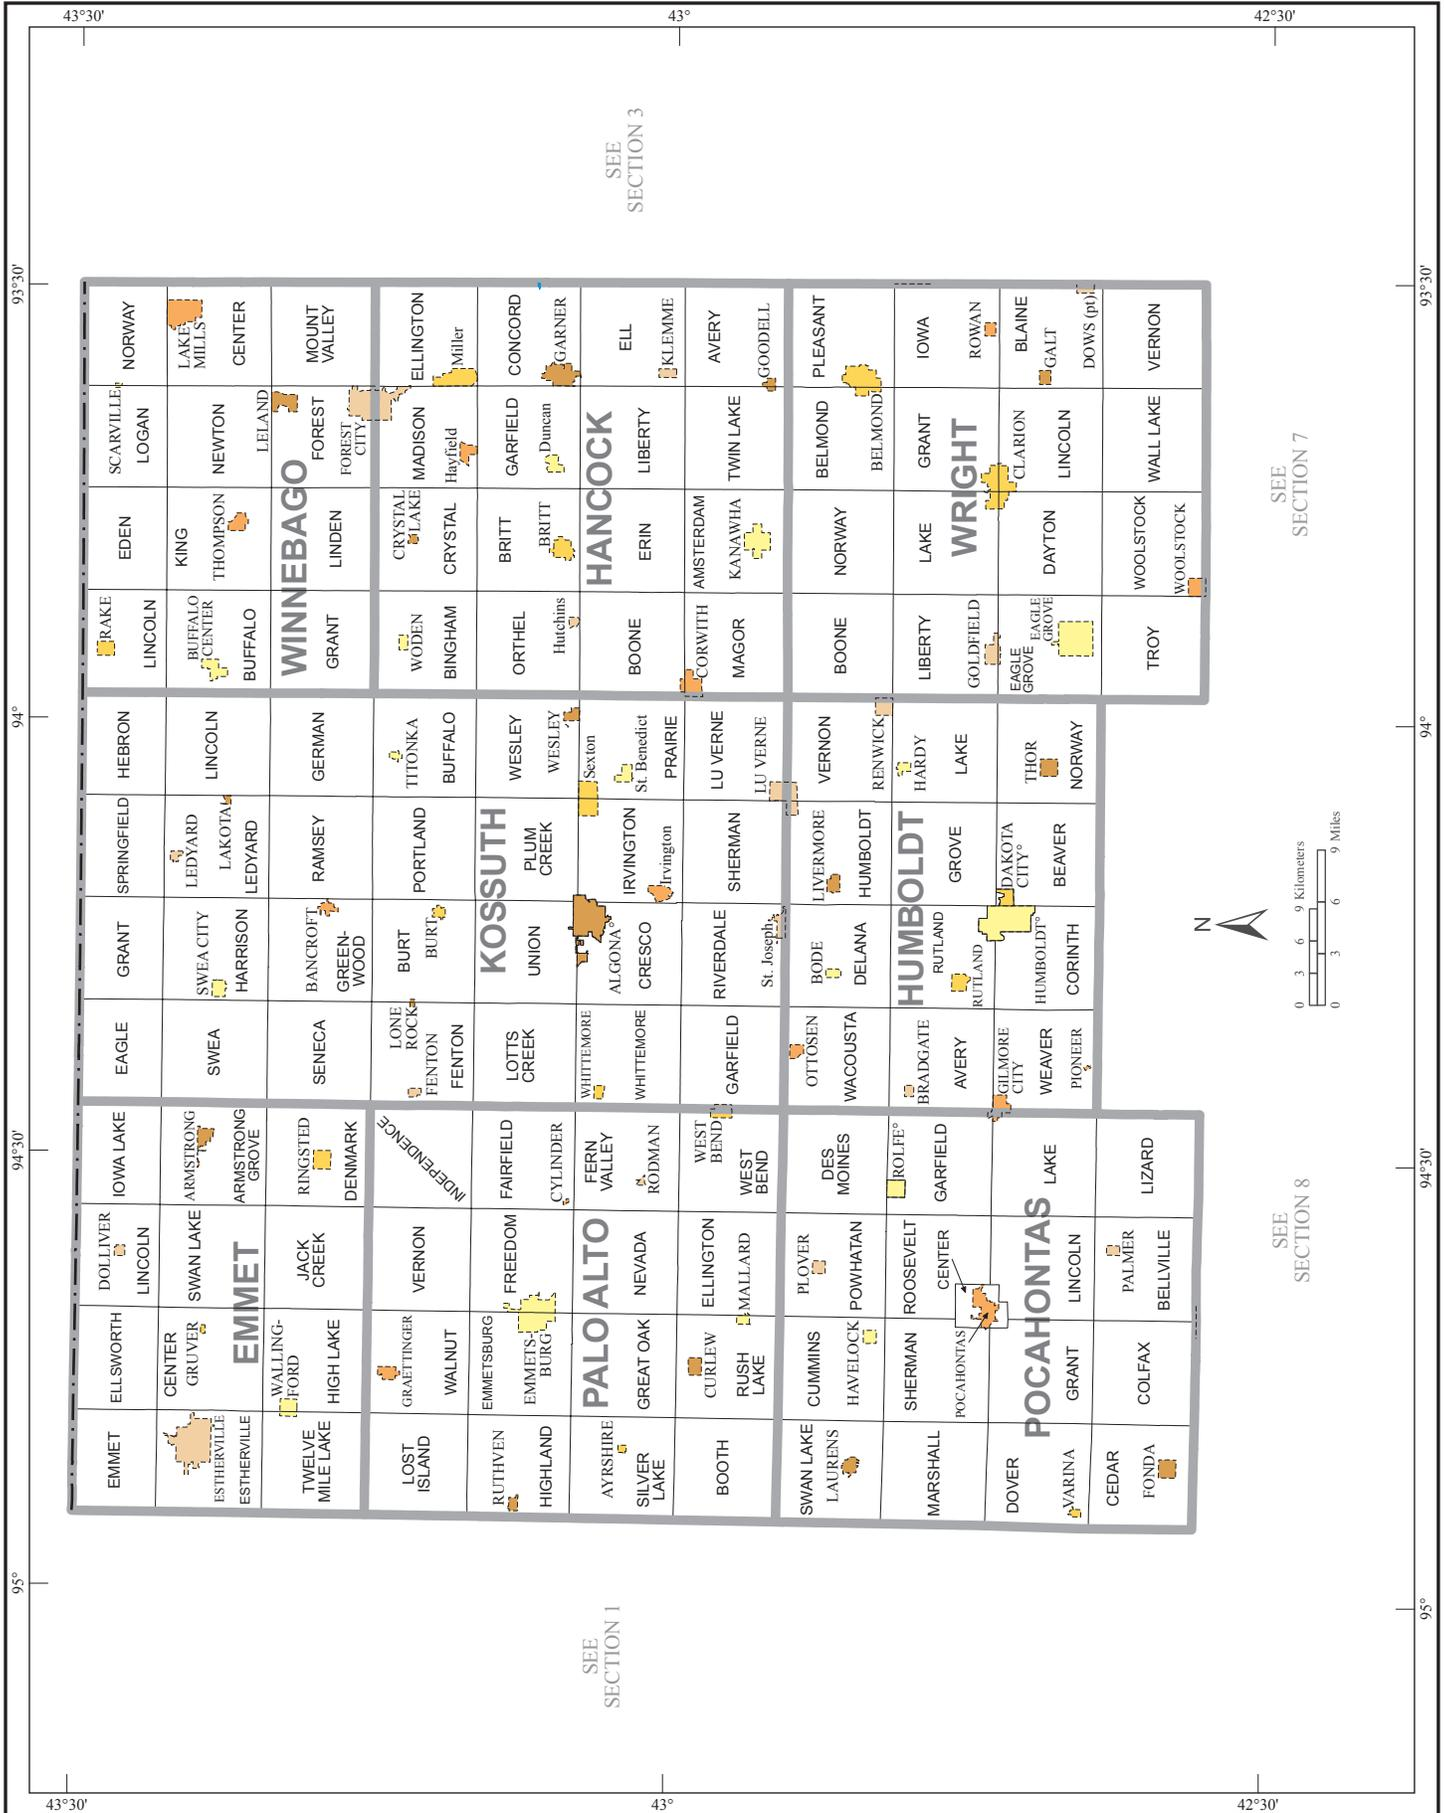 43°30'
43°
42°30'
93°30'
93°30'
94°
94°
94°30'
94°30'
95°
95°
43°30'
43°
42°30'
SEE
SECTION 3
SEE
SECTION 7
SEE
SECTION 8
SEE
SECTION 1
N
0 3 6 9 Kilometers
0 3 6 9 Miles
EMMET
EMMET
ELLSWORTH
DOLLIVER
LINCOLN
IOWA LAKE
ESTHERVILLE
ESTHERVILLE
CENTER
GRUVER
SWAN LAKE
ARMSTRONG
ARMSTRONG
GROVE
TWELVE
MILE LAKE
WALLING-
FORD
HIGH LAKE
JACK
CREEK
RINGSTED
DENMARK
PALO ALTO
LOST
ISLAND
GRAETTINGER
WALNUT
VERNON
INDEPENDENCE
RUTHVEN
HIGHLAND
EMMETSBURG
EMMETS-
BURG
FREEDOM
FAIRFIELD
CYLINDER
AYRSHIRE
SILVER
LAKE
GREAT OAK
NEVADA
FERN
VALLEY
RODMAN
BOOTH
CURLEW
RUSH
LAKE
ELLINGTON
MALLARD
WEST
BEND
WEST
BEND
POCAHONTAS
SWAN LAKE
LAURENS
CUMMINS
HAVELOCK
PLOVER
POWHATAN
DES
MOINES
MARSHALL
SHERMAN
POCAHONTAS
ROOSEVELT
CENTER
ROLFE°
GARFIELD
DOVER
VARINA
GRANT
LINCOLN
LAKE
CEDAR
FONDA
COLFAX
PALMER
BELLVILLE
LIZARD
KOSSUTH
EAGLE
GRANT
SPRINGFIELD
HEBRON
SWEA
SWEA CITY
HARRISON
LEDYARD
LAKOTA
LEDYARD
LINCOLN
SENECA
BANCROFT
GREEN-
WOOD
RAMSEY
GERMAN
LONE
ROCK
FENTON
FENTON
BURT
BURT
PORTLAND
TITONKA
BUFFALO
LOTTS
CREEK
UNION
PLUM
CREEK
WESLEY
WESLEY
WHITTEMORE
WHITTEMORE
ALGONA°
CRESCO
IRVINGTON
Irvington
Sexton
St. Benedict
PRAIRIE
GARFIELD
RIVERDALE
St. Joseph
SHERMAN
LU VERNE
LU VERNE
HUMBOLDT
OTTOSEN
WACOUSTA
BODE
DELANA
LIVERMORE
HUMBOLDT
VERNON
RENWICK
BRADGATE
AVERY
RUTLAND
RUTLAND
GROVE
HARDY
LAKE
GILMORE
CITY
WEAVER
PIONEER
HUMBOLDT°
CORINTH
DAKOTA
CITY°
BEAVER
THOR
NORWAY
WINNEBAGO
RAKE
LINCOLN
EDEN
SCARVILLE
LOGAN
NORWAY
BUFFALO
CENTER
BUFFALO
KING
THOMPSON
NEWTON
LAKE
MILLS
CENTER
GRANT
LINDEN
LELAND
FOREST
FOREST
CITY
MOUNT
VALLEY
HANCOCK
WODEN
BINGHAM
CRYSTAL
LAKE
CRYSTAL
MADISON
Hayfield
ELLINGTON
Miller
ORTHEL
Hutchins
BRITT
BRITT
GARFIELD
Duncan
CONCORD
GARNER
BOONE
ERIN
LIBERTY
ELL
KLEMME
CORWITH
MAGOR
AMSTERDAM
KANAWHA
TWIN LAKE
AVERY
GOODELL
WRIGHT
BOONE
NORWAY
BELMOND
BELMOND
PLEASANT
LIBERTY
GOLDFIELD
LAKE
GRANT
IOWA
ROWAN
EAGLE
GROVE
EAGLE
GROVE
DAYTON
CLARION
LINCOLN
BLAINE
GALT
DOWS (pt)
TROY
WOOLSTOCK
WOOLSTOCK
WALL LAKE
VERNON